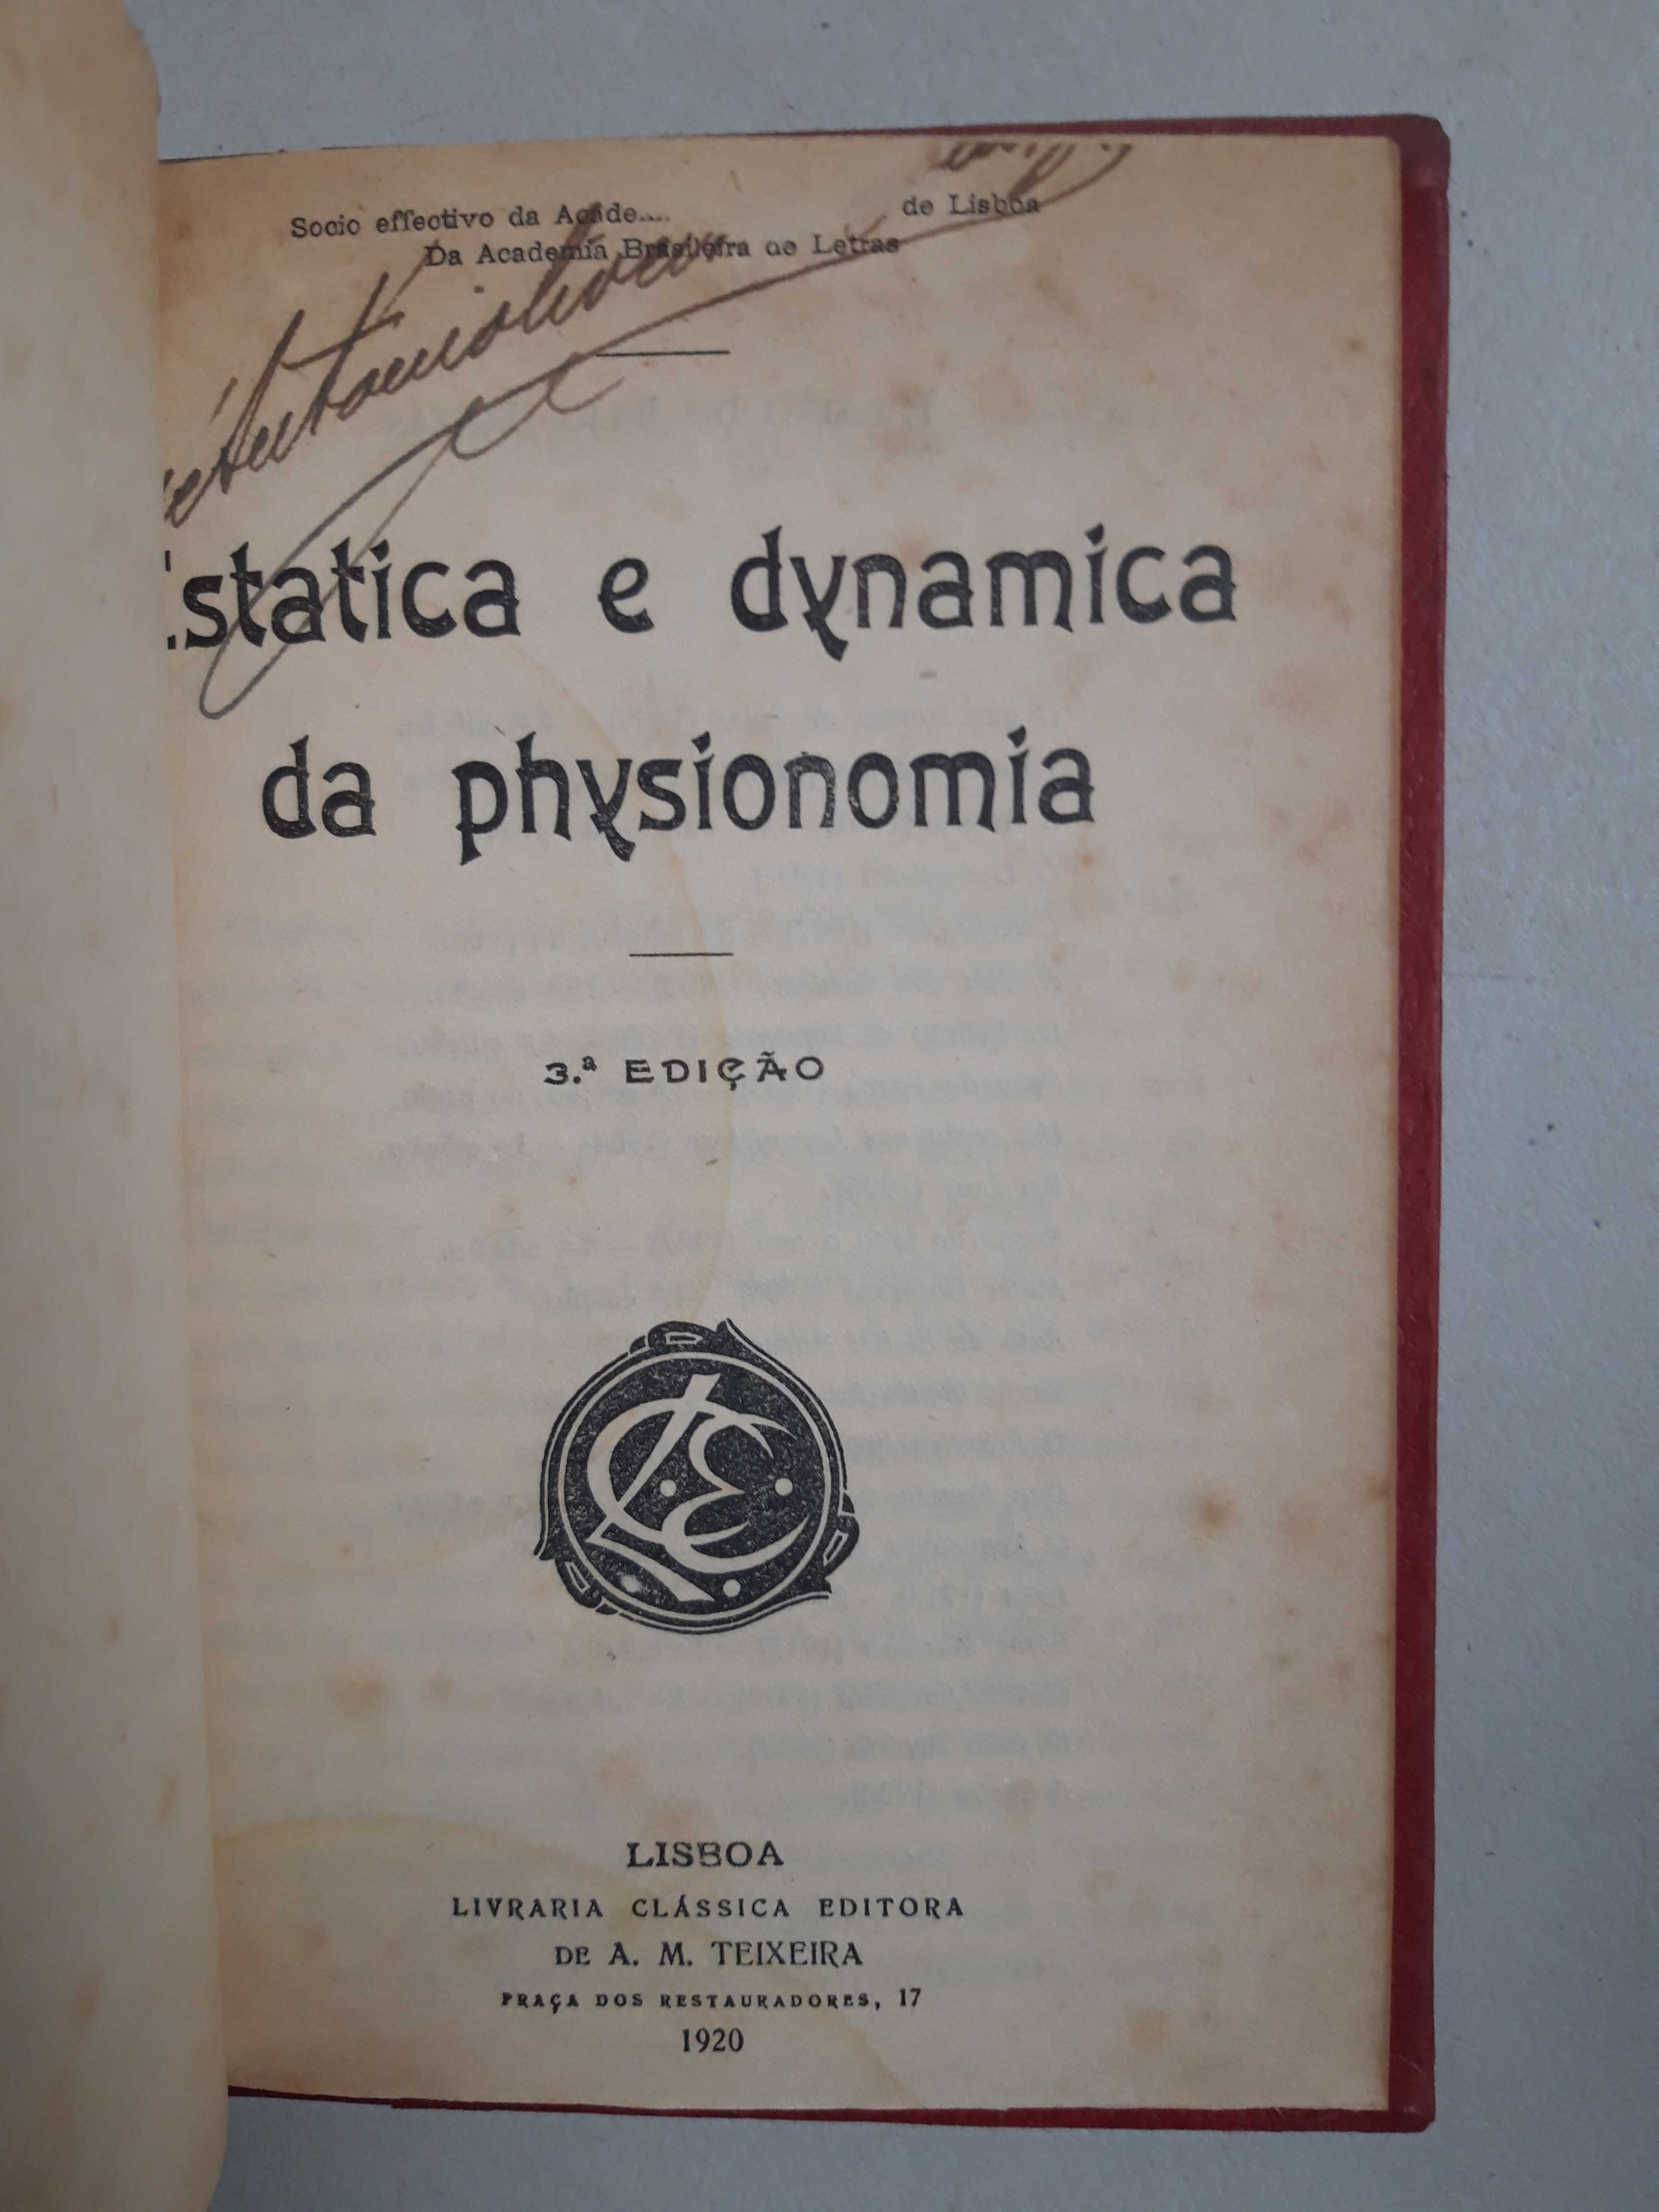 Socio effectivo da Acade de Lisboa
Da Academia Brasileira de Letras
Estatica e dynamica
da physionomia
3.ª EDIÇÃO
LISBOA
LIVRARIA CLÁSSICA EDITORA
DE A. M. TEIXEIRA
PRAÇA DOS RESTAURADORES, 17
1920